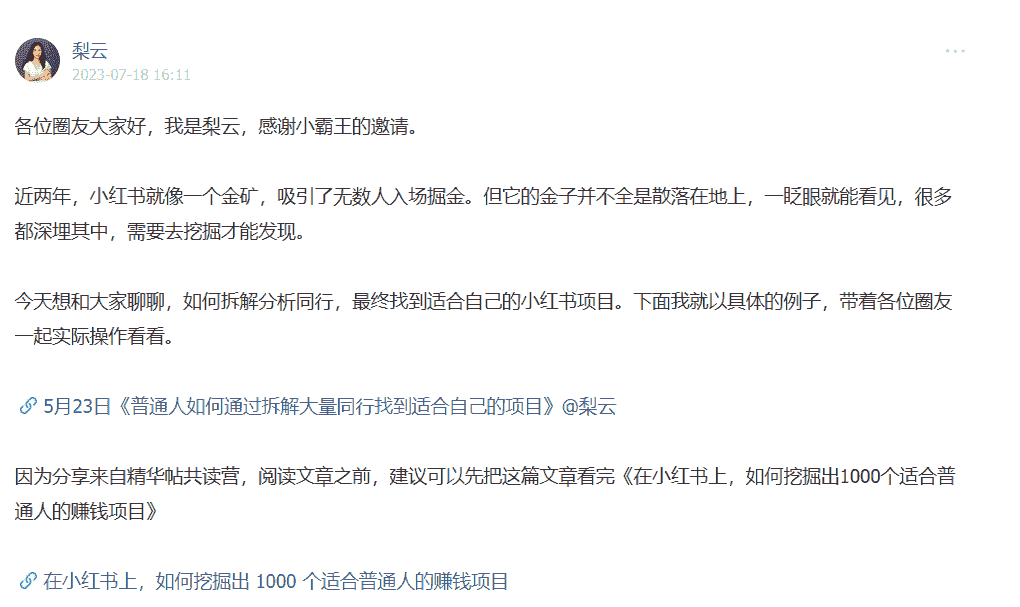 梨云
2023-07-18 16:11
各位圈友大家好，我是梨云，感谢小霸王的邀请。
近两年，小红书就像一个金矿，吸引了无数人入场掘金。但它的金子并不全是散落在地上，一眨眼就能看见，很多
都深埋其中，需要去挖掘才能发现。
今天想和大家聊聊，如何拆解分析同行，最终找到适合自己的小红书项目。下面我就以具体的例子，带着各位圈友
一起实际操作看看。
5月23日《普通人如何通过拆解大量同行找到适合自己的项目》@梨云
因为分享来自精华帖共读营，阅读文章之前，建议可以先把这篇文章看完《在小红书上，如何挖掘出1000个适合普
通人的赚钱项目》
在小红书上，如何挖掘出 1000 个适合普通人的赚钱项目